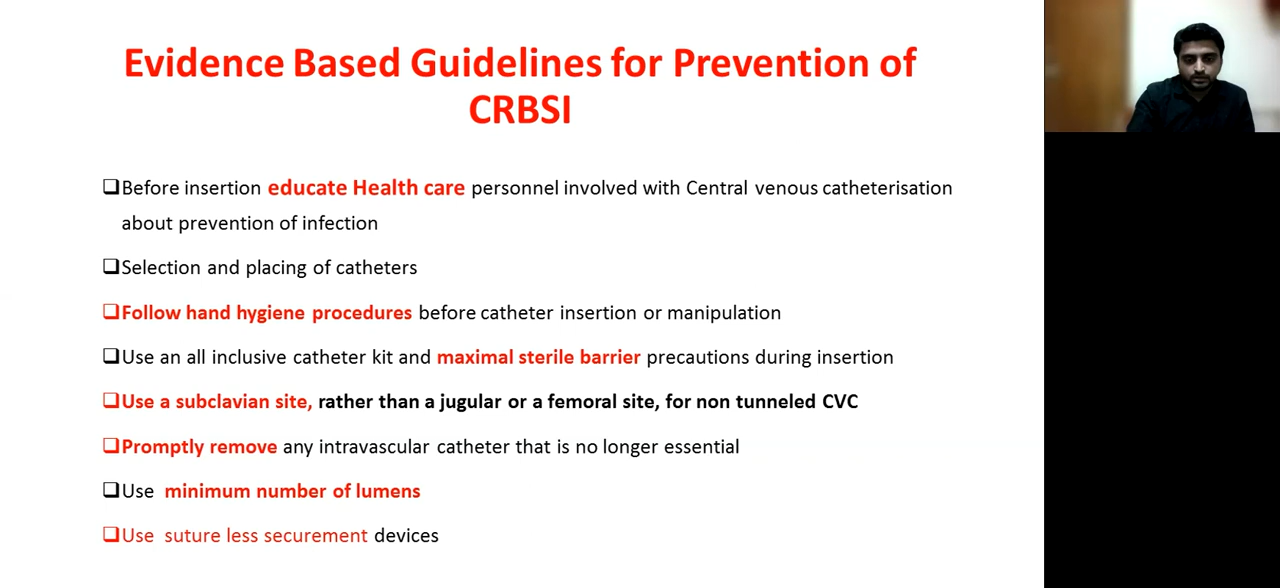 Evidence Based Guidelines for Prevention of
CRBSI
❑Before insertion educate Health care personnel involved with Central venous catheterisation
about prevention of infection
❑Selection and placing of catheters
❑Follow hand hygiene procedures before catheter insertion or manipulation
❑Use an all inclusive catheter kit and maximal sterile barrier precautions during insertion
❑Use a subclavian site, rather than a jugular or a femoral site, for non tunneled CVC
❑Promptly remove any intravascular catheter that is no longer essential
❑Use minimum number of lumens
❑Use suture less securement devices